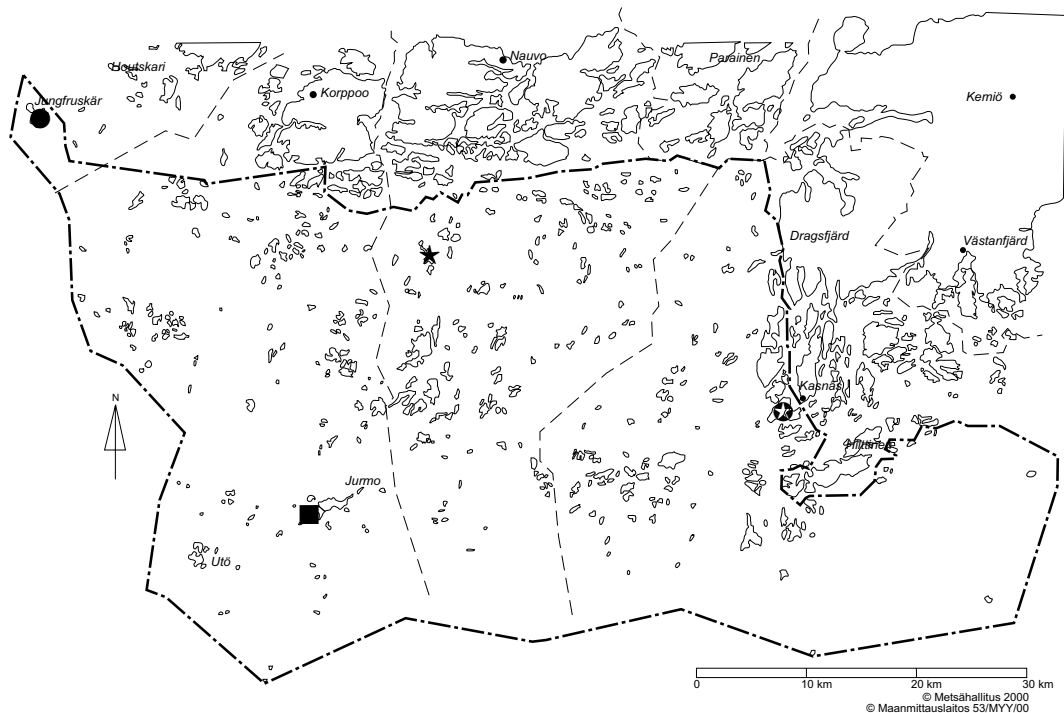 Nauvo
Houtskari
Parainen
Jungfruskär
Korppoo
Kemiö
Dragsfjärd
Västanfjärd
Kasnäs
N
Hiittinen
Jurmo
Utö
0
10 km
20 km
30 km
© Metsähallitus 2000
© Maanmittauslaitos 53/MYY/00